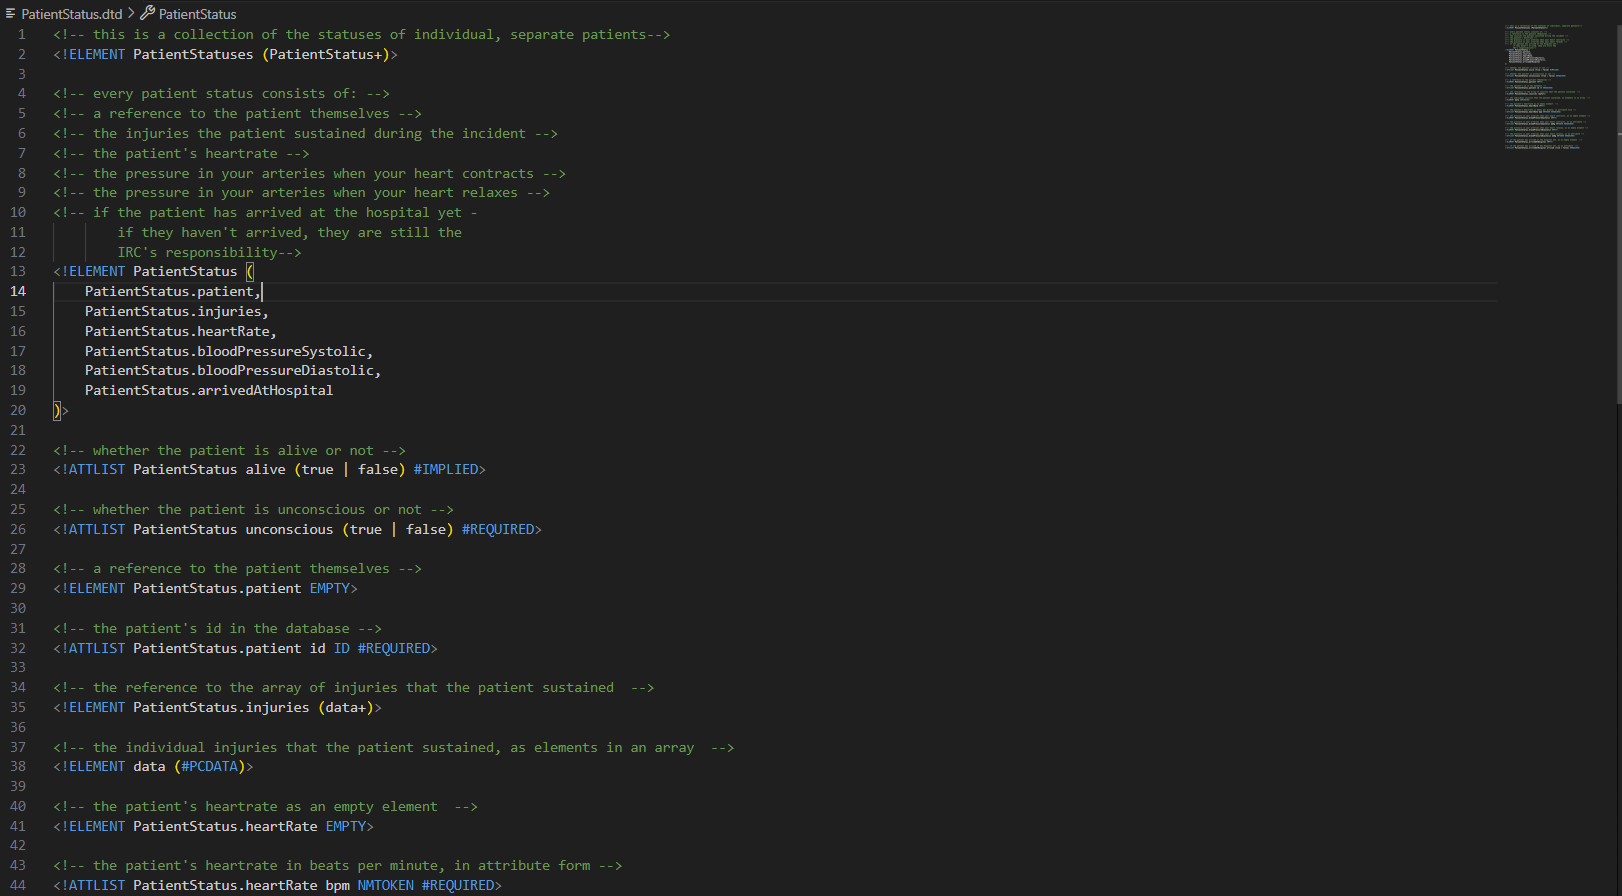 PatientStatus.dtd > PatientStatus
1 <!-- this is a collection of the statuses of individual, separate patients-->
2 <!ELEMENT PatientStatuses (PatientStatus+)>
3
4 <!-- every patient status consists of: -->
5 <!-- a reference to the patient themselves -->
6 <!-- the injuries the patient sustained during the incident -->
7 <!-- the patient's heartrate -->
8 <!-- the pressure in your arteries when your heart contracts -->
9 <!-- the pressure in your arteries when your heart relaxes -->
10 <!-- if the patient has arrived at the hospital yet -
11 if they haven't arrived, they are still the
12 IRC's responsibility-->
13 <!ELEMENT PatientStatus (
14 PatientStatus.patient,
15 PatientStatus.injuries,
16 PatientStatus.heartRate,
17 PatientStatus.bloodPressureSystolic,
18 PatientStatus.bloodPressureDiastolic,
19 PatientStatus.arrivedAtHospital
20 )>
21
22 <!-- whether the patient is alive or not -->
23 <!ATTLIST PatientStatus alive (true | false) #IMPLIED>
24
25 <!-- whether the patient is unconscious or not -->
26 <!ATTLIST PatientStatus unconscious (true | false) #REQUIRED>
27
28 <!-- a reference to the patient themselves -->
29 <!ELEMENT PatientStatus.patient EMPTY>
30
31 <!-- the patient's id in the database -->
32 <!ATTLIST PatientStatus.patient id ID #REQUIRED>
33
34 <!-- the reference to the array of injuries that the patient sustained  -->
35 <!ELEMENT PatientStatus.injuries (data+)>
36
37 <!-- the individual injuries that the patient sustained, as elements in an array  -->
38 <!ELEMENT data (#PCDATA)>
39
40 <!-- the patient's heartrate as an empty element  -->
41 <!ELEMENT PatientStatus.heartRate EMPTY>
42
43 <!-- the patient's heartrate in beats per minute, in attribute form -->
44 <!ATTLIST PatientStatus.heartRate bpm NMTOKEN #REQUIRED>